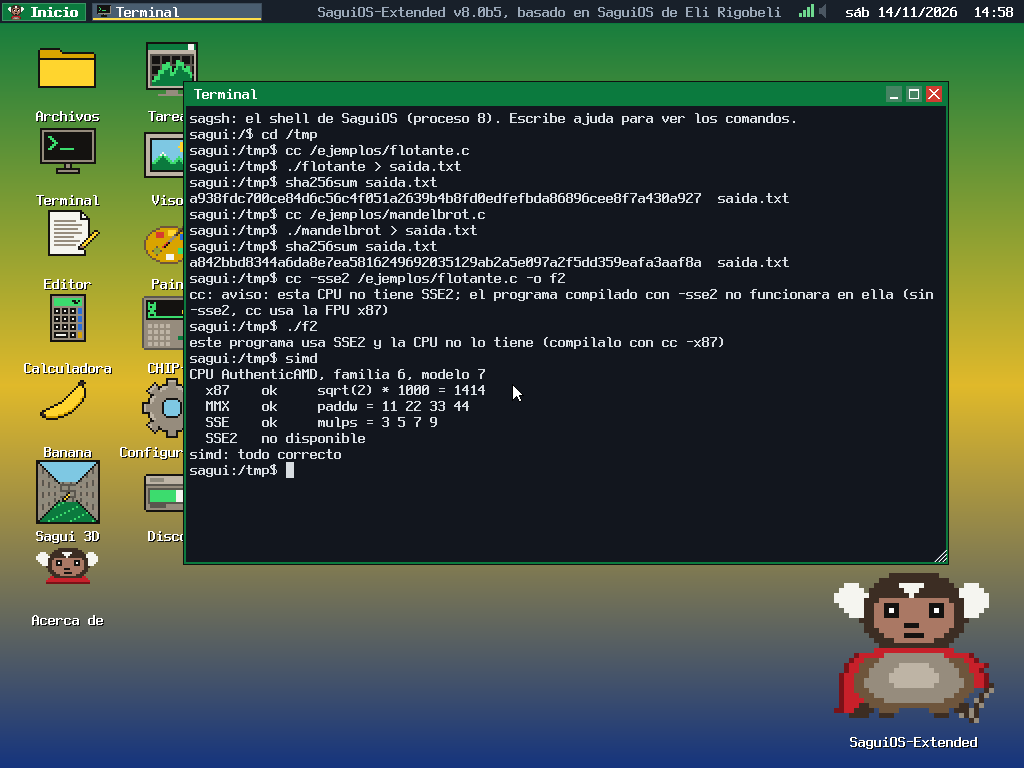 Inicio
Terminal
SaguiOS-Extended v8.0b5, basado en SaguiOS de Eli Rigobeli
sáb 14/11/2026 14:58
Archivos
Terminal
Editor
Calculadora
Banana
Sagui 3D
Acerca de
Terminal
sagsh: el shell de SaguiOS (proceso 8). Escribe ajuda para ver los comandos.
sagui:/$ cd /tmp
sagui:/tmp$ cc /ejemplos/flotante.c
sagui:/tmp$ ./flotante > saida.txt
sagui:/tmp$ sha256sum saida.txt
a938fdc700ce84d6c56c4f051a2639b4b8fd0edfefbda86896cee8f7a430a927  saida.txt
sagui:/tmp$ cc /ejemplos/mandelbrot.c
sagui:/tmp$ ./mandelbrot > saida.txt
sagui:/tmp$ sha256sum saida.txt
a842bbd8344a6da8e7ea5816249692035129ab2a5e097a2f5dd359eafa3aaf8a  saida.txt
sagui:/tmp$ cc -sse2 /ejemplos/flotante.c -o f2
cc: aviso: esta CPU no tiene SSE2; el programa compilado con -sse2 no funcionara en ella (sin
-sse2, cc usa la FPU x87)
sagui:/tmp$ ./f2
este programa usa SSE2 y la CPU no lo tiene (compilalo con cc -x87)
sagui:/tmp$ simd
CPU AuthenticAMD, familia 6, modelo 7
x87 ok sqrt(2) * 1000 = 1414
MMX ok paddw = 11 22 33 44
SSE ok mulps = 3 5 7 9
SSE2 no disponible
simd: todo correcto
sagui:/tmp$
SaguiOS-Extended